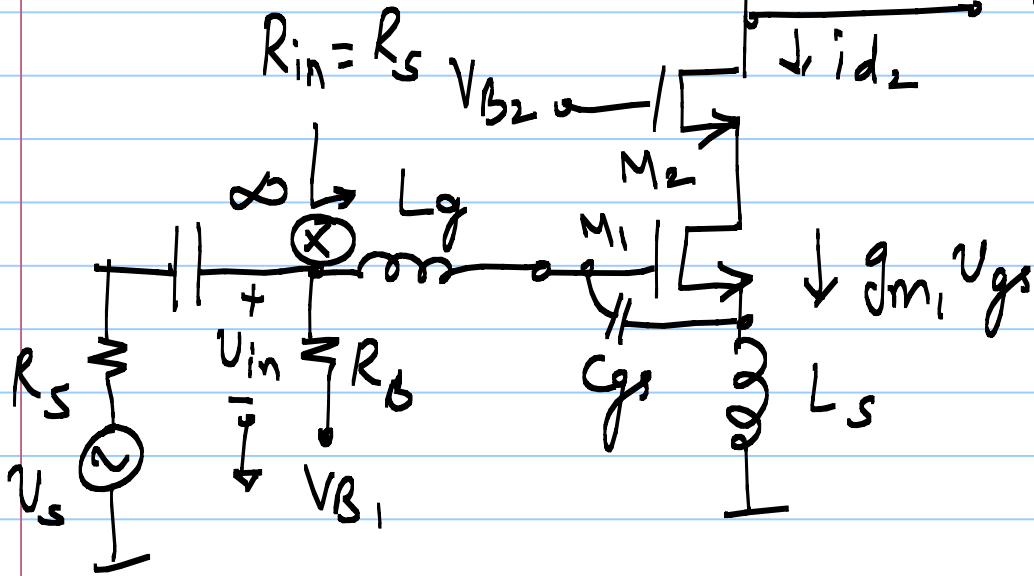 Rin = Rs
VB2
id2
M2
∞
Lg
M1
X
gm1 vgs
+
vin
-
RB
Cgs
Ls
Rs
vs
VB1